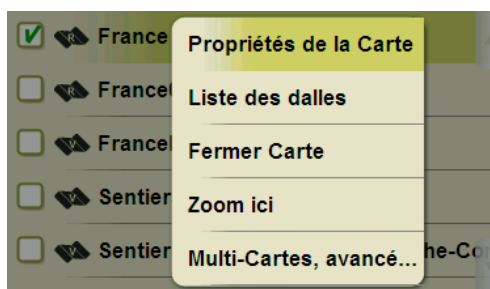 France
Propriétés de la Carte
France
Liste des dalles
France
Fermer Carte
Sentier
Zoom ici
Sentier
Multi-Cartes, avancé...
he-Co